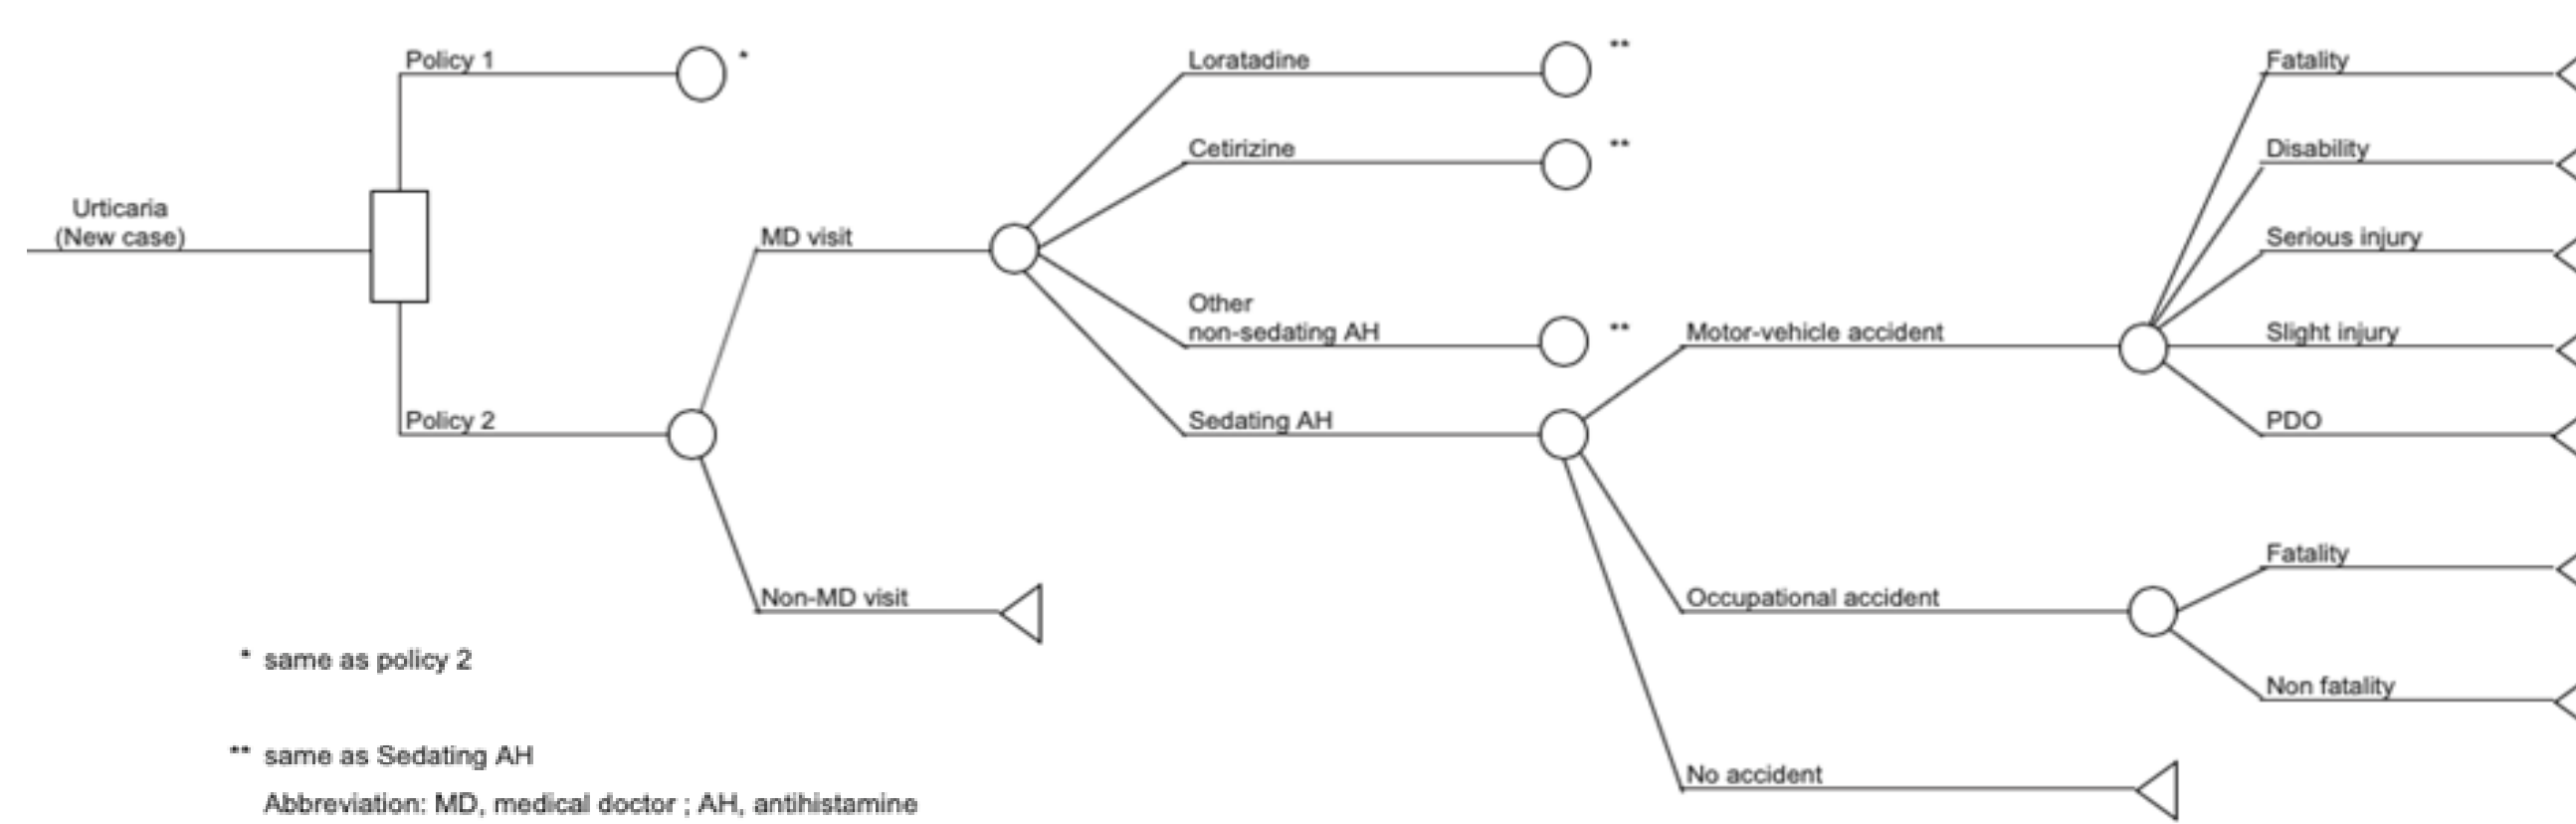 Policy 1
*
Loratadine
**
Fatality
Cetirizine
**
Disability
Urticaria
(New case)
MD visit
Serious injury
Other
non-sedating AH
**
Motor-vehicle accident
Slight injury
Policy 2
Sedating AH
PDO
Fatality
Non-MD visit
Occupational accident
* same as policy 2
Non fatality
** same as Sedating AH
No accident
Abbreviation: MD, medical doctor ; AH, antihistamine